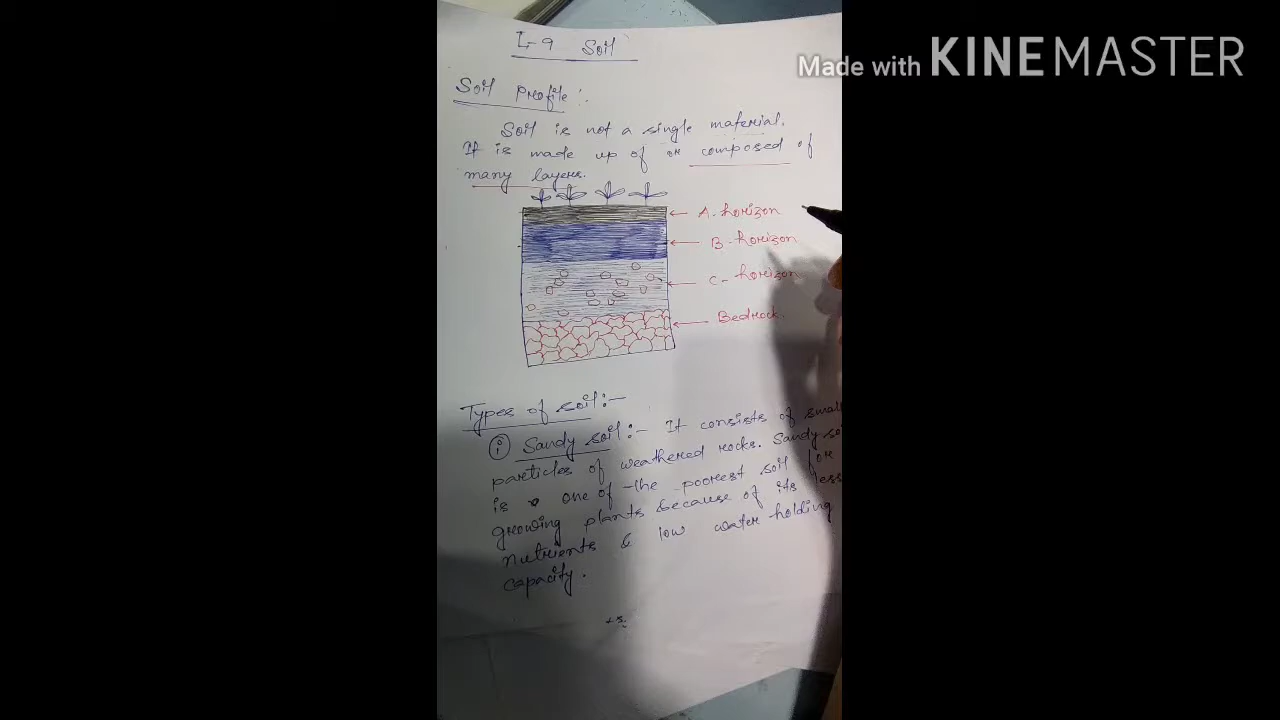 Made with KINEMASTER
L-9 Soil
Soil Profile:
Soil is not a single material.
It is made up of or composed of
many layers.
A-horizon
B-horizon
C-horizon
Bedrock.
Types of soil:-
(i) Sandy soil:- It consists of small
particles of weathered rocks. Sandy soi
is one of the poorest soil for
growing plants because of its less
nutrients & low water holding
capacity.